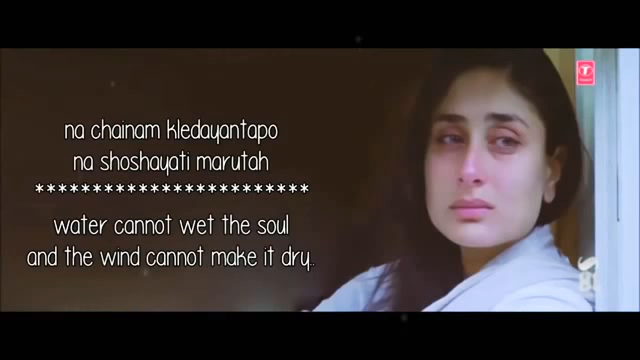 na chainam kledayantapo
na shoshayati marutah
************************
water cannot wet the soul
and the wind cannot make it dry..